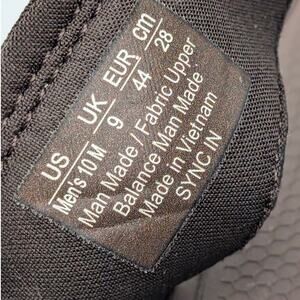 US UK EUR cm
Men's 10 M 9 44 28
Man Made / Fabric Upper
Balance Man Made
Made in Vietnam
SYNC IN